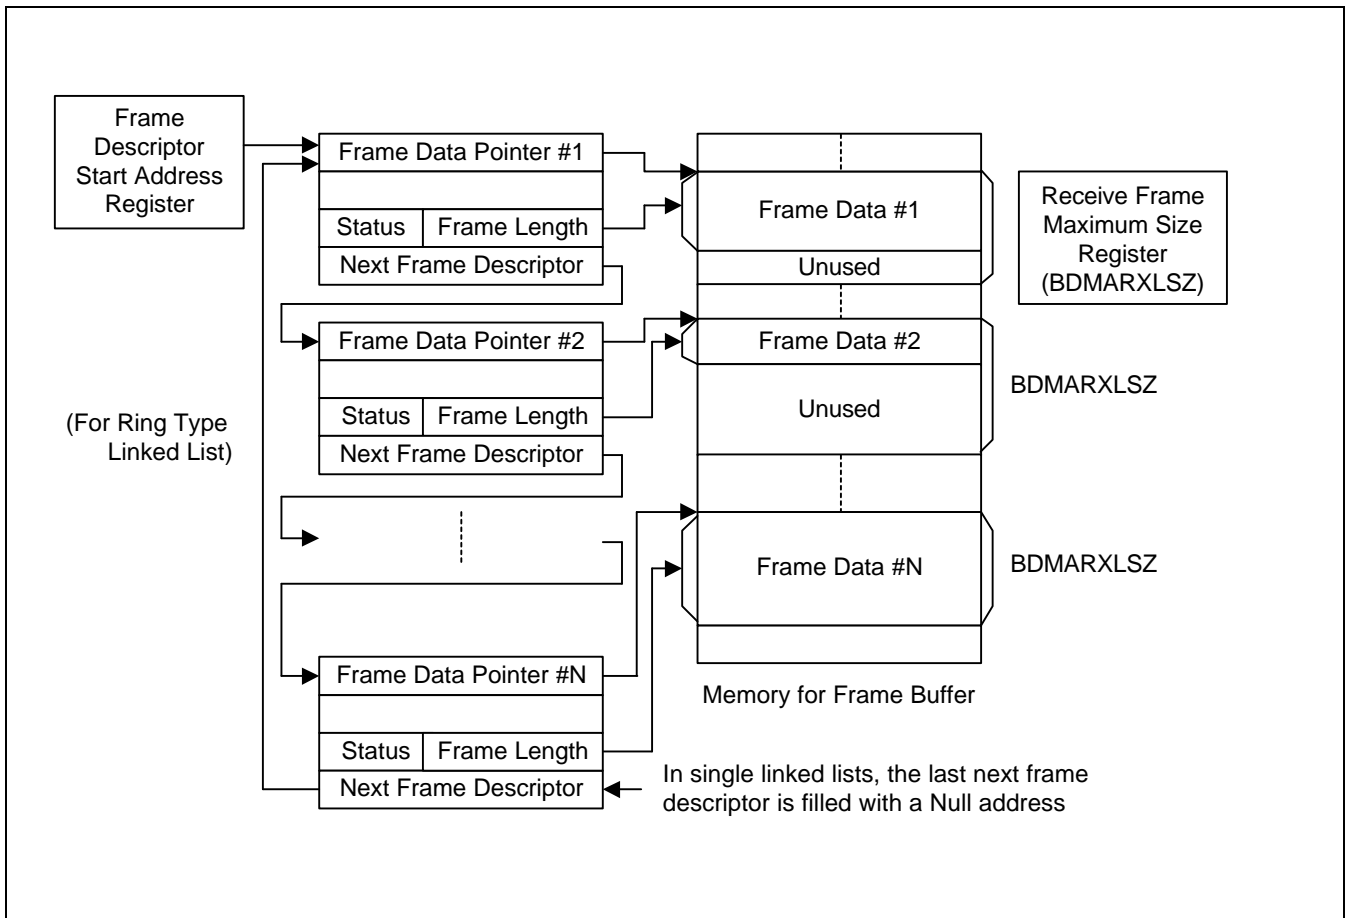 Frame
Descriptor
Start Address
Register
Frame Data Pointer #1
Status Frame Length
Next Frame Descriptor
Frame Data Pointer #2
Status Frame Length
Next Frame Descriptor
(For Ring Type
Linked List)
Frame Data Pointer #N
Status Frame Length
Next Frame Descriptor
Frame Data #1
Unused
Frame Data #2
Unused
Frame Data #N
Memory for Frame Buffer
Receive Frame
Maximum Size
Register
(BDMARXLSZ)
BDMARXLSZ
BDMARXLSZ
In single linked lists, the last next frame
descriptor is filled with a Null address